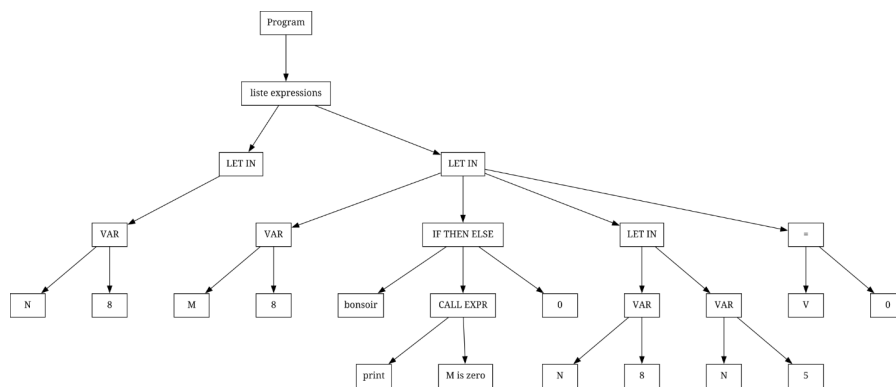 Program
liste expressions
LET IN
LET IN
VAR
VAR
IF THEN ELSE
LET IN
=
N
8
M
8
bonsoir
CALL EXPR
0
VAR
VAR
V
0
print
M is zero
N
8
N
5